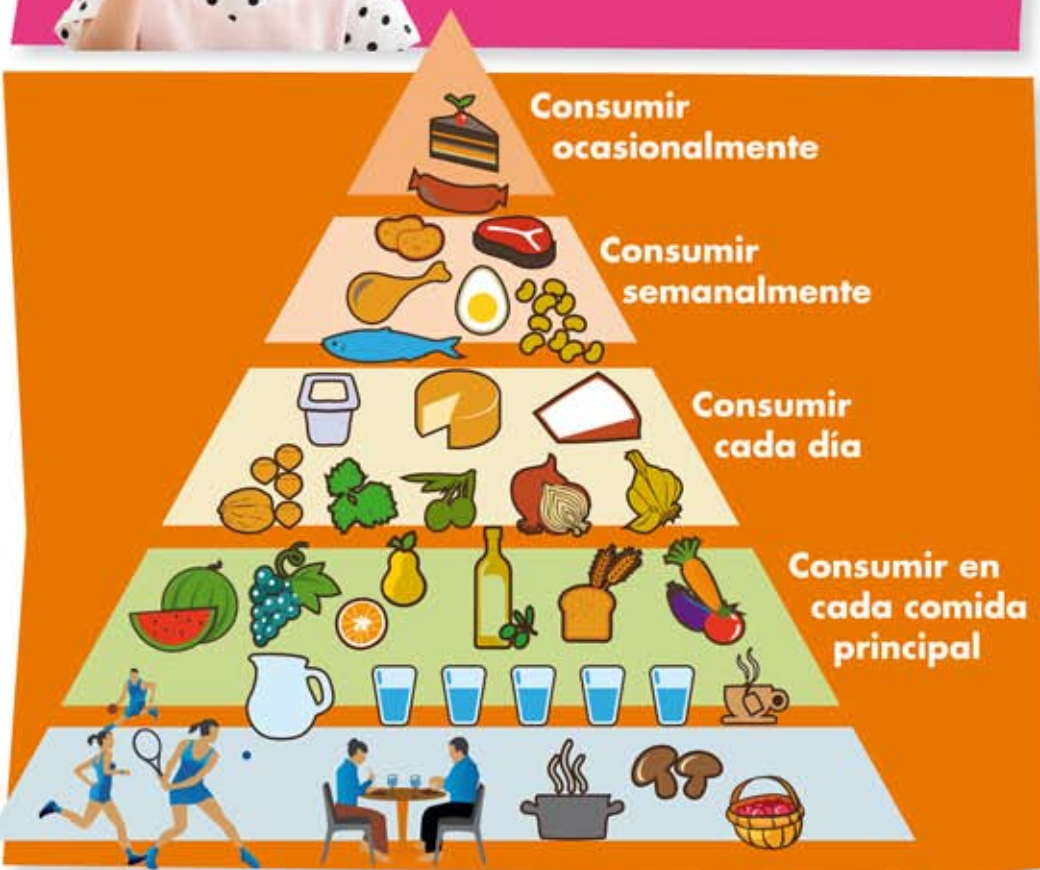 Consumir
ocasionalmente
Consumir
semanalmente
Consumir
cada día
Consumir en
cada comida
principal